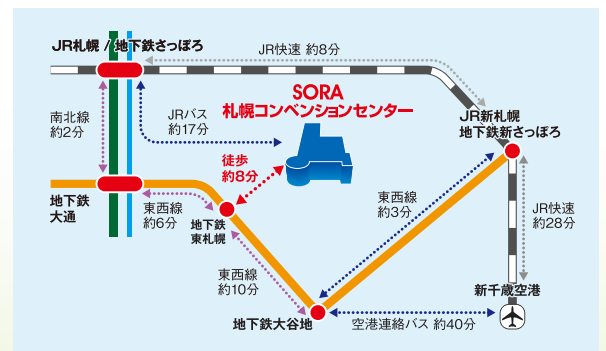 JR札幌 / 地下鉄さっぽろ
JR快速 約8分
SORA
札幌コンベンションセンター
JR新札幌
地下鉄新さっぽろ
南北線
約2分
JRバス
約17分
徒歩
約8分
地下鉄
大通
東西線
約6分
地下鉄
東札幌
東西線
約3分
JR快速
約28分
東西線
約10分
新千歳空港
地下鉄大谷地
空港連絡バス 約40分